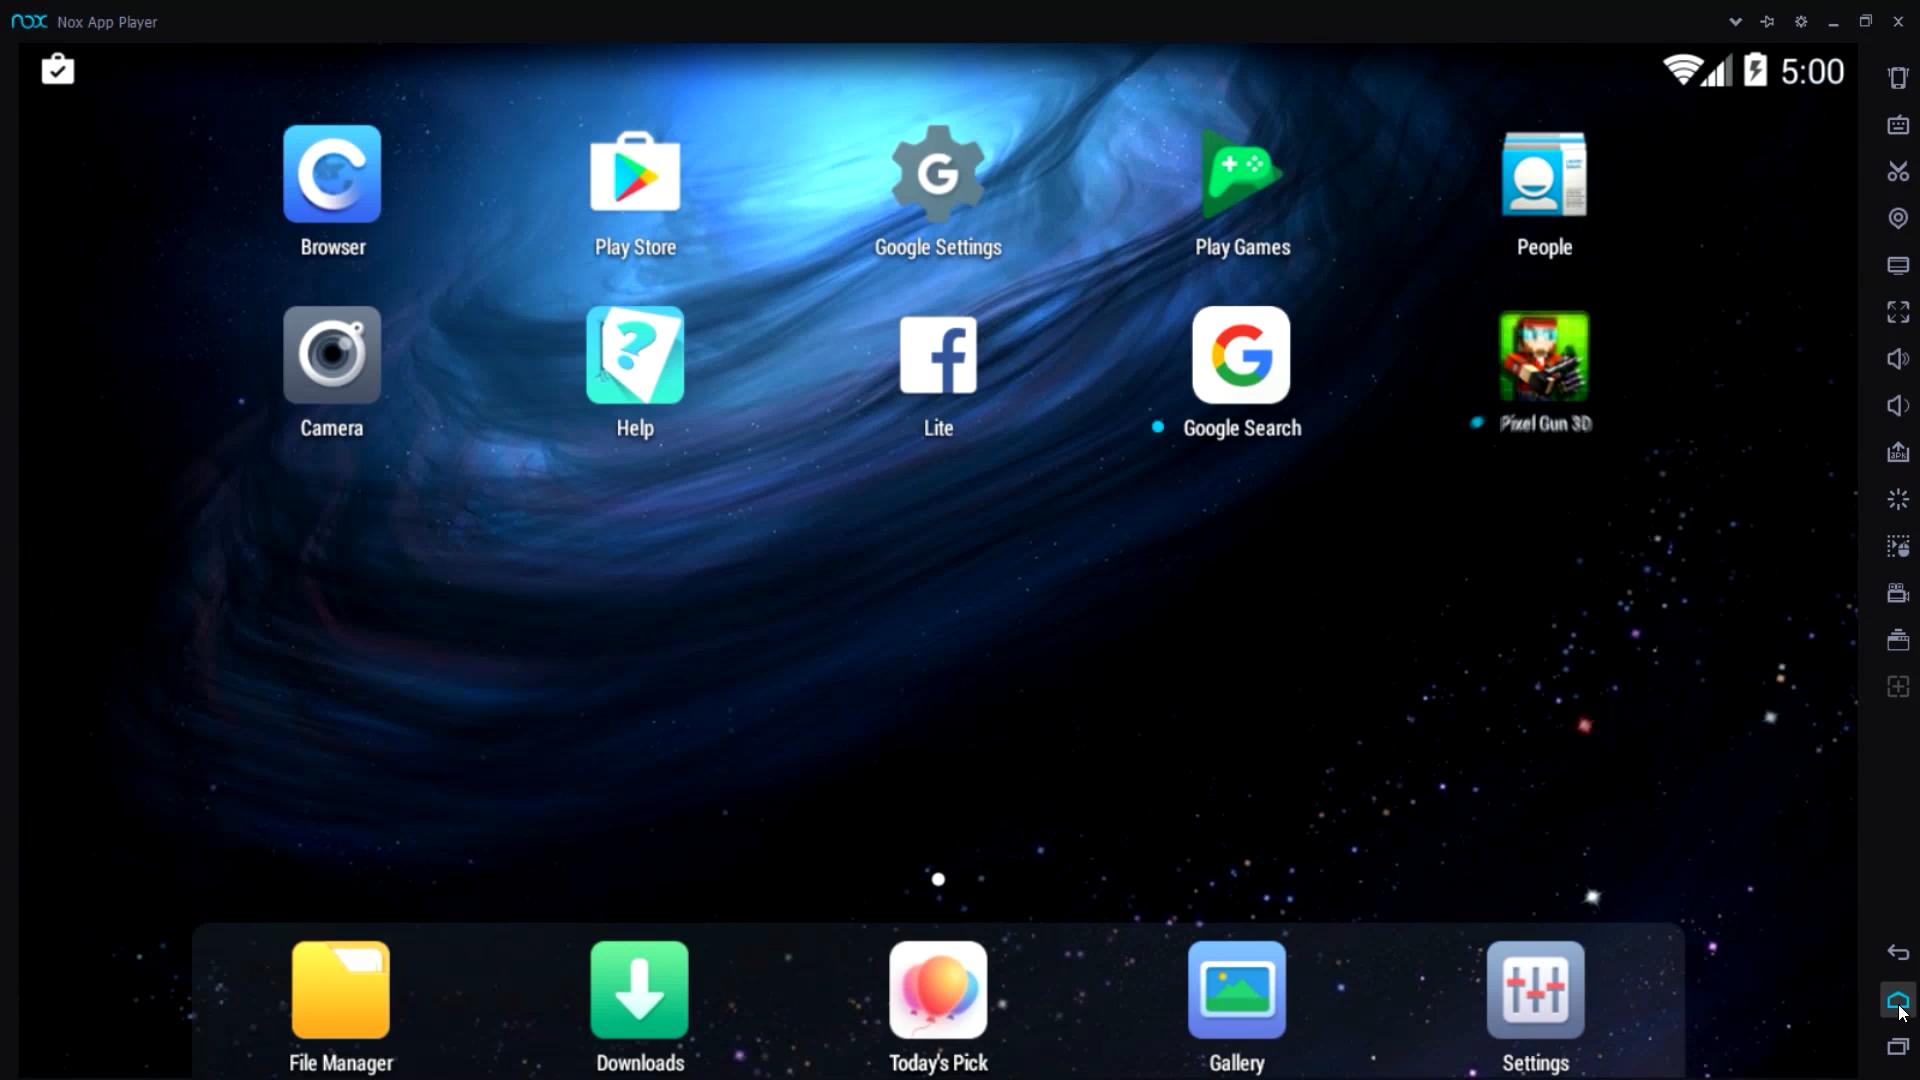 nox Nox App Player
5:00
Browser
Play Store
Google Settings
Play Games
People
Camera
Help
Lite
Google Search
Pixel Gun 3D
File Manager
Downloads
Today's Pick
Gallery
Settings